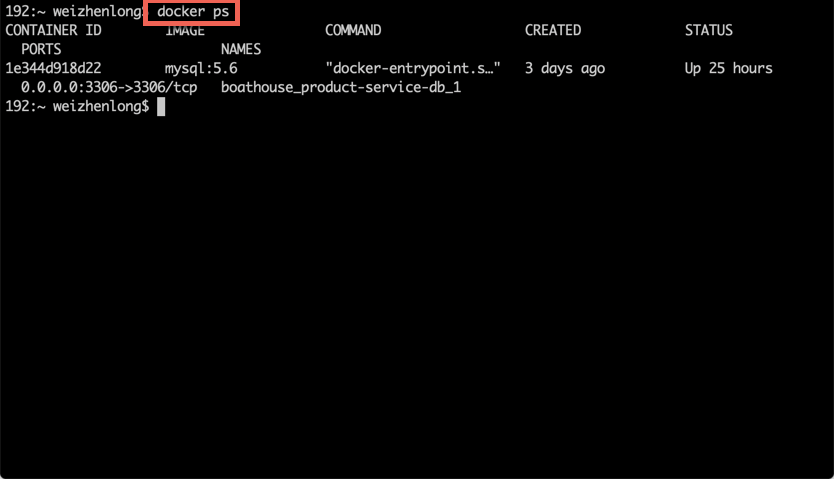 192:~ weizhenlong$ docker ps
CONTAINER ID        IMAGE               COMMAND                  CREATED             STATUS
  PORTS                    NAMES
1e344d918d22        mysql:5.6           "docker-entrypoint.s…"   3 days ago          Up 25 hours
  0.0.0.0:3306->3306/tcp   boathouse_product-service-db_1
192:~ weizhenlong$